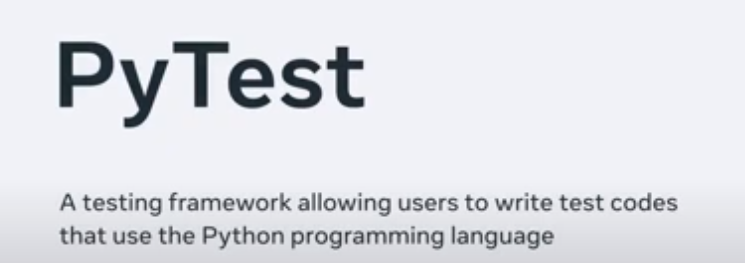 PyTest
A testing framework allowing users to write test codes
that use the Python programming language